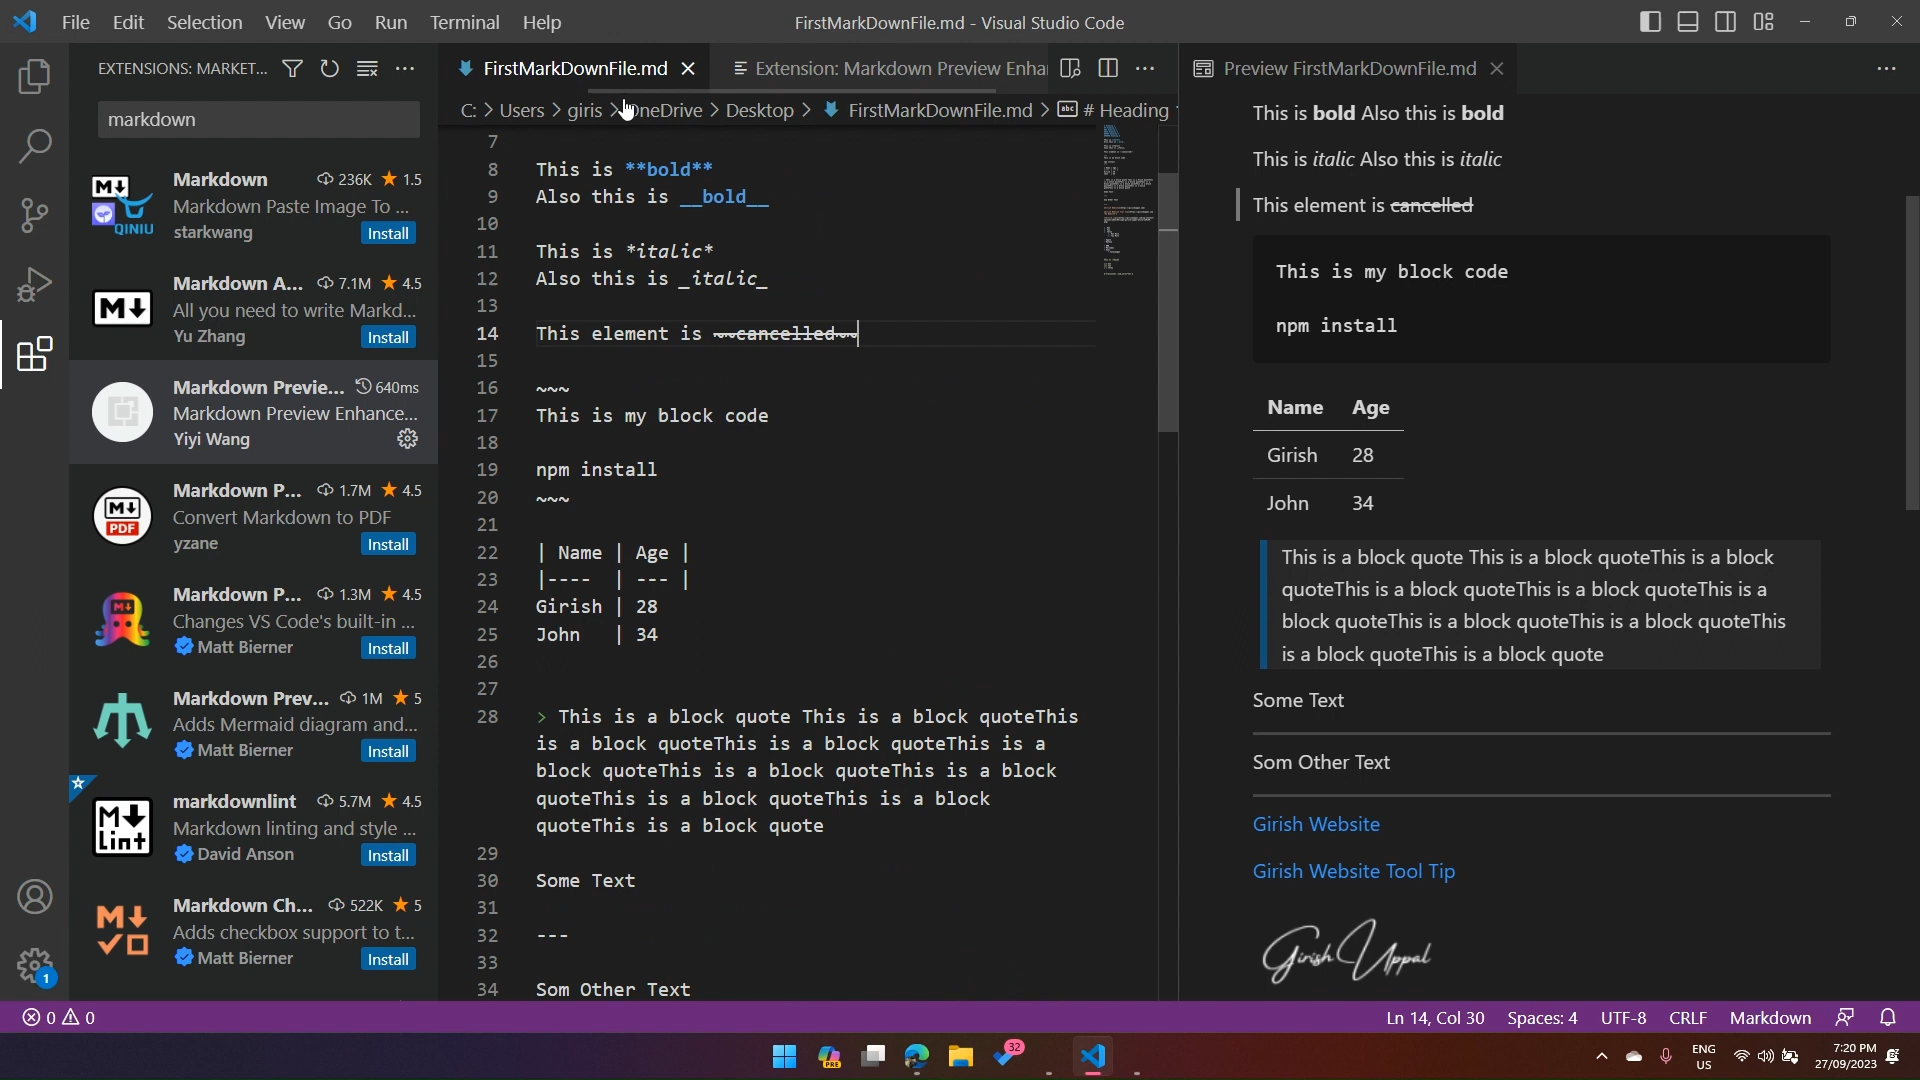 File Edit Selection View Go Run Terminal Help
FirstMarkDownFile.md - Visual Studio Code
EXTENSIONS: MARKET...
markdown
Markdown 236K 1.5
Markdown Paste Image To ...
starkwang Install
QINIU
Markdown A... 7.1M 4.5
All you need to write Markd...
Yu Zhang Install
Markdown Previe... 640ms
Markdown Preview Enhance...
Yiyi Wang
Markdown P... 1.7M 4.5
Convert Markdown to PDF
yzane Install
PDF
Markdown P... 1.3M 4.5
Changes VS Code's built-in ...
Matt Bierner Install
Markdown Prev... 1M 5
Adds Mermaid diagram and...
Matt Bierner Install
markdownlint 5.7M 4.5
Markdown linting and style ...
David Anson Install
Lint
Markdown Ch... 522K 5
Adds checkbox support to t...
Matt Bierner Install
1
FirstMarkDownFile.md Extension: Markdown Preview Enha
C: > Users > giris > OneDrive > Desktop > FirstMarkDownFile.md > abc # Heading
7
8 This is **bold**
9 Also this is __bold__
10
11 This is *italic*
12 Also this is _italic_
13
14 This element is ~~cancelled~~
15
16 ~~~
17 This is my block code
18
19 npm install
20 ~~~
21
22 | Name | Age |
23 |---- | --- |
24 Girish | 28
25 John | 34
26
27
28 > This is a block quote This is a block quoteThis
is a block quoteThis is a block quoteThis is a
block quoteThis is a block quoteThis is a block
quoteThis is a block quoteThis is a block
quoteThis is a block quote
29
30 Some Text
31
32 ---
33
34 Som Other Text
Preview FirstMarkDownFile.md
This is bold Also this is bold
This is italic Also this is italic
This element is cancelled
This is my block code
npm install
Name Age
Girish 28
John 34
This is a block quote This is a block quoteThis is a block
quoteThis is a block quoteThis is a block quoteThis is a
block quoteThis is a block quoteThis is a block quoteThis
is a block quoteThis is a block quote
Some Text
Som Other Text
Girish Website
Girish Website Tool Tip
Girish Uppal
0 0
Ln 14, Col 30 Spaces: 4 UTF-8 CRLF Markdown
PRE
32
ENG
US
7:20 PM
27/09/2023